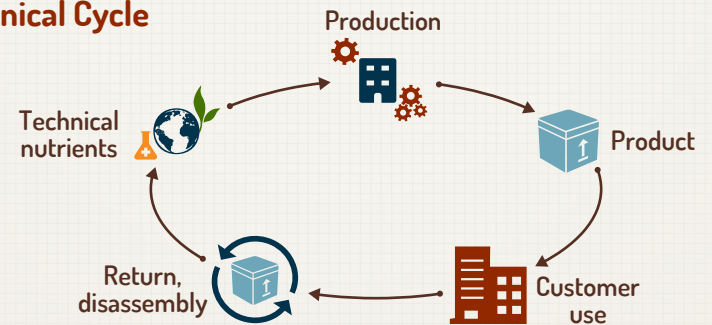 nical Cycle
Production
Technical
nutrients
Product
Return,
disassembly
Customer
use